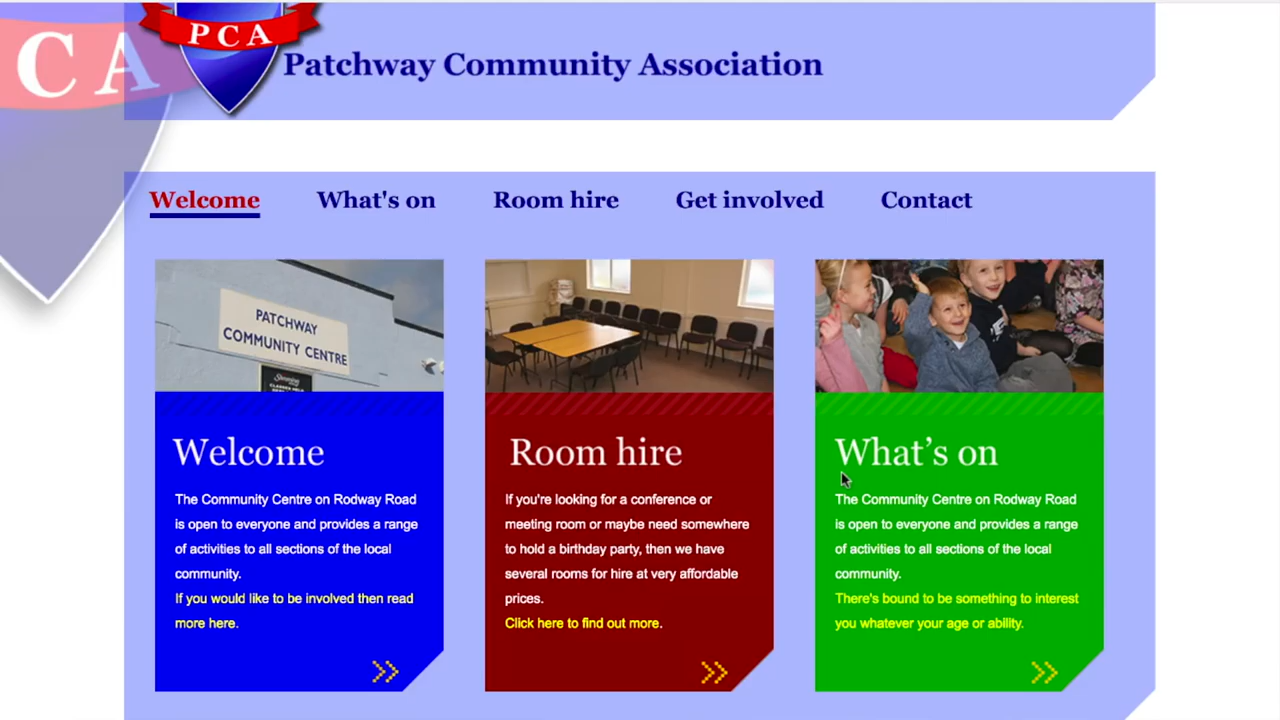 C A
PCA
Patchway Community Association
Welcome
What's on
Room hire
Get involved
Contact
PATCHWAY
COMMUNITY CENTRE
Welcome
The Community Centre on Rodway Road
is open to everyone and provides a range
of activities to all sections of the local
community.
If you would like to be involved then read
more here.
Room hire
If you're looking for a conference or
meeting room or maybe need somewhere
to hold a birthday party, then we have
several rooms for hire at very affordable
prices.
Click here to find out more.
What’s on
The Community Centre on Rodway Road
is open to everyone and provides a range
of activities to all sections of the local
community.
There's bound to be something to interest
you whatever your age or ability.